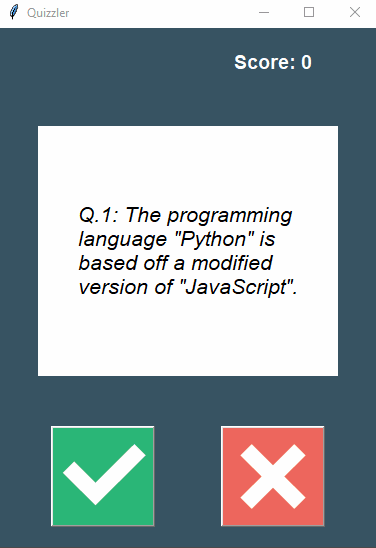 Quizzler
Score: 0
Q.1: The programming
language "Python" is
based off a modified
version of "JavaScript".